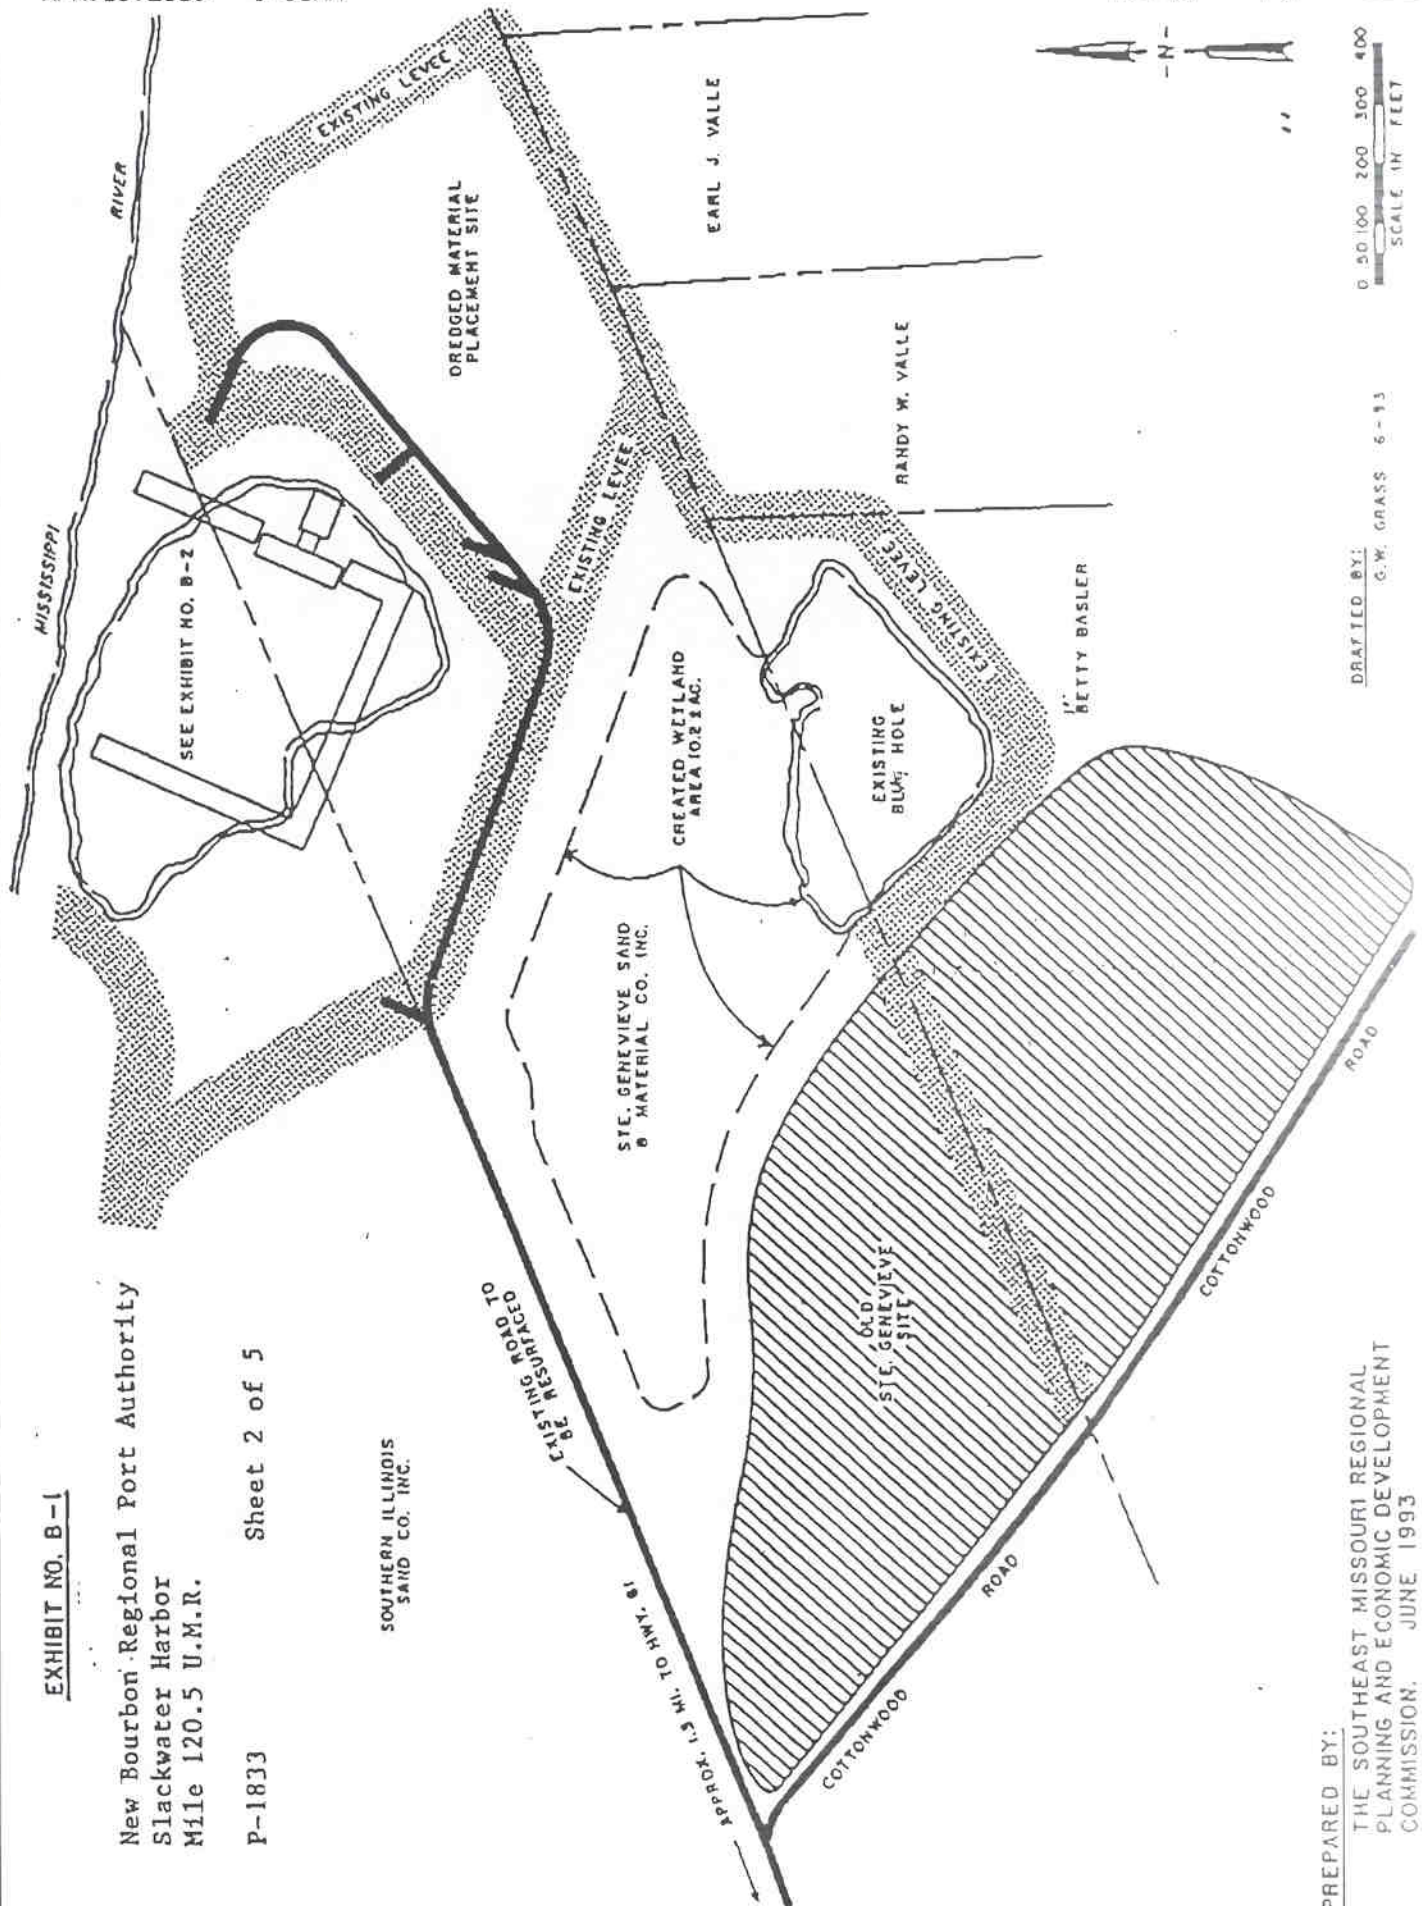 EXHIBIT NO. B-1
New Bourbon Regional Port Authority
Slackwater Harbor
Mile 120.5 U.M.R.
P-1833 Sheet 2 of 5
MISSISSIPPI
RIVER
SEE EXHIBIT NO. B-2
EXISTING LEVEE
DREDGED MATERIAL
PLACEMENT SITE
EXISTING LEVEE
SOUTHERN ILLINOIS
SAND CO. INC.
EXISTING ROAD TO
BE RESURFACED
STE. GENEVIEVE SAND
& MATERIAL CO. INC.
CREATED WETLAND
AREA 10.2 ± AC.
EARL J. VALLE
EXISTING
HOLE
EXISTING LEVEE
EXISTING
RANDY W. VALLE
APPROX. 1.3 MI. TO HWY. 61
OLD
STE. GENEVIEVE
SITE
BETTY BASLER
COTTONWOOD
ROAD
COTTONWOOD
ROAD
-N-
0 50 100 200 300 400
SCALE IN FEET
DRAFTED BY:
G.W. GRASS 6-93
PREPARED BY:
THE SOUTHEAST MISSOURI REGIONAL
PLANNING AND ECONOMIC DEVELOPMENT
COMMISSION. JUNE 1993